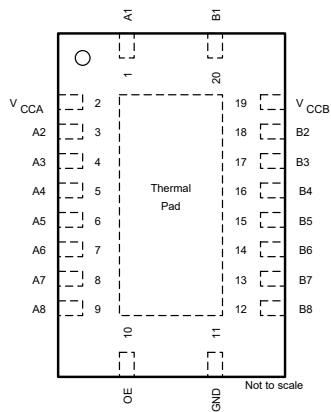 A1 B1
1 20
VCCA 2 19 VCCB
A2 3 18 B2
A3 4 17 B3
A4 5 16 B4
Thermal
Pad
A5 6 15 B5
A6 7 14 B6
A7 8 13 B7
A8 9 12 B8
10 11
OE GND
Not to scale